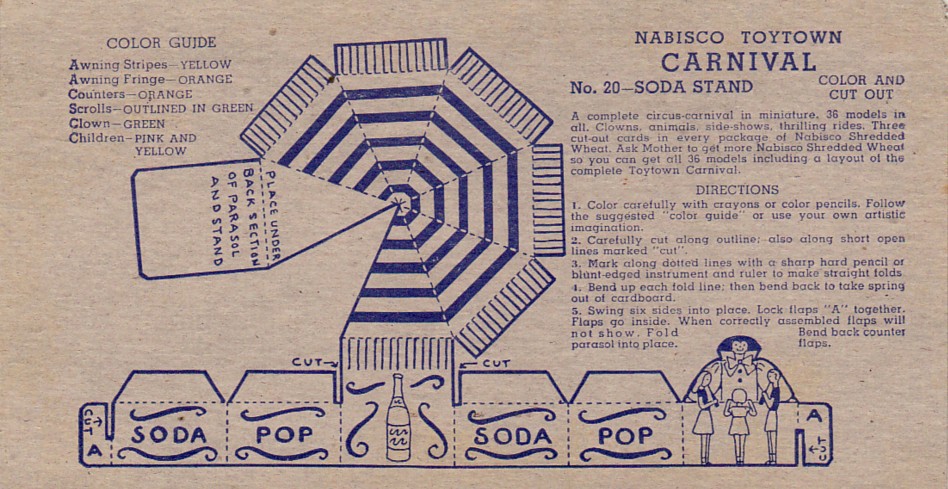 COLOR GUIDE
Awning Stripes—YELLOW
Awning Fringe—ORANGE
Counters—ORANGE
Scrolls—OUTLINED IN GREEN
Clown—GREEN
Children—PINK AND
YELLOW
PLACE UNDER
BACK SECTION
OF PARASOL
AND STAND
NABISCO TOYTOWN
CARNIVAL
No. 20—SODA STAND
COLOR AND
CUT OUT
A complete circus-carnival in miniature. 36 models in
all. Clowns, animals, side-shows, thrilling rides. Three
cut-out cards in every package of Nabisco Shredded
Wheat. Ask Mother to get more Nabisco Shredded Wheat
so you can get all 36 models including a layout of the
complete Toytown Carnival.
DIRECTIONS
1. Color carefully with crayons or color pencils. Follow
the suggested "color guide" or use your own artistic
imagination.
2. Carefully cut along outline; also along short open
lines marked "cut".
3. Mark along dotted lines with a sharp hard pencil or
blunt-edged instrument and ruler to make straight folds.
4. Bend up each fold line; then bend back to take spring
out of cardboard.
5. Swing six sides into place. Lock flaps "A" together.
Flaps go inside. When correctly assembled flaps will
not show. Fold
parasol into place.
Bend back counter
flaps.
CUT
CUT
CUT
A
SODA
POP
SODA
POP
A
CUT